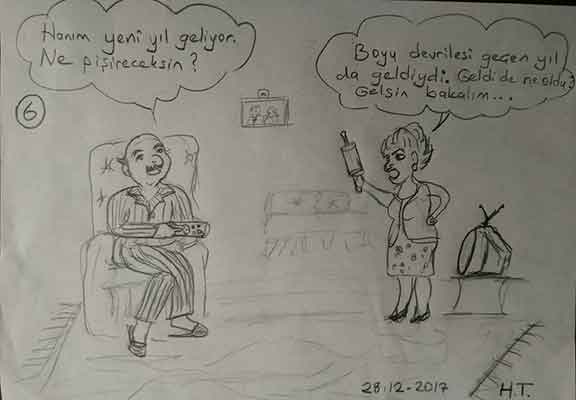 Hanım yeni yıl geliyor.
Ne pişireceksin?
Boyu devrilesi geçen yıl
da geldiydi. Geldi de ne oldu?
Gelsin bakalım...
6
28.12-2017
H.T.